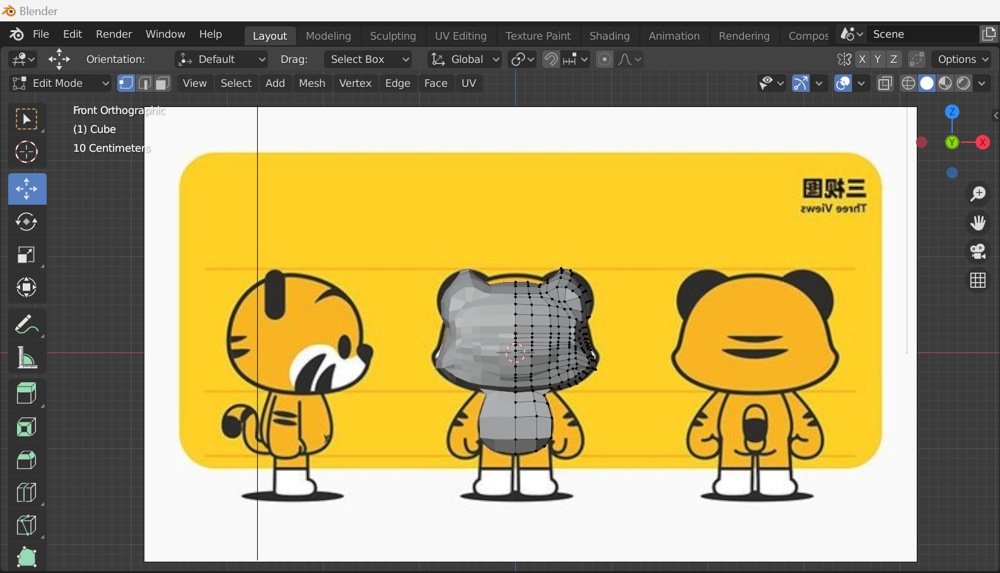 Blender
File Edit Render Window Help Layout Modeling Sculpting UV Editing Texture Paint Shading Animation Rendering Compos Scene
Orientation: Default Drag: Select Box Global X Y Z Options
Edit Mode View Select Add Mesh Vertex Edge Face UV
Front Orthographic
(1) Cube
10 Centimeters
Z
Y X
三视图
Three Views